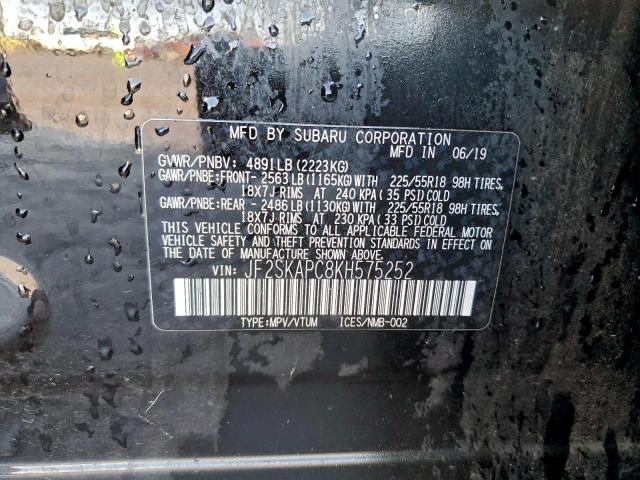 MFD BY SUBARU CORPORATION
MFD IN 06/19
GVWR/PNBV: 4891LB(2223KG)
GAWR/PNBE:FRONT- 2563LB(1165KG)WITH 225/55R18 98H TIRES,
18X7J RIMS AT 240 KPA(35 PSI)COLD
GAWR/PNBE:REAR - 2486LB(1130KG)WITH 225/55R18 98H TIRES,
18X7J RIMS AT 230 KPA(33 PSI)COLD
THIS VEHICLE CONFORMS TO ALL APPLICABLE FEDERAL MOTOR
VEHICLE SAFETY AND THEFT PREVENTION STANDARDS IN EFFECT
ON THE DATE OF MANUFACTURE SHOWN ABOVE.
VIN: JF2SKAPC8KH575252
TYPE:MPV/VTUM ICES/NMB-002